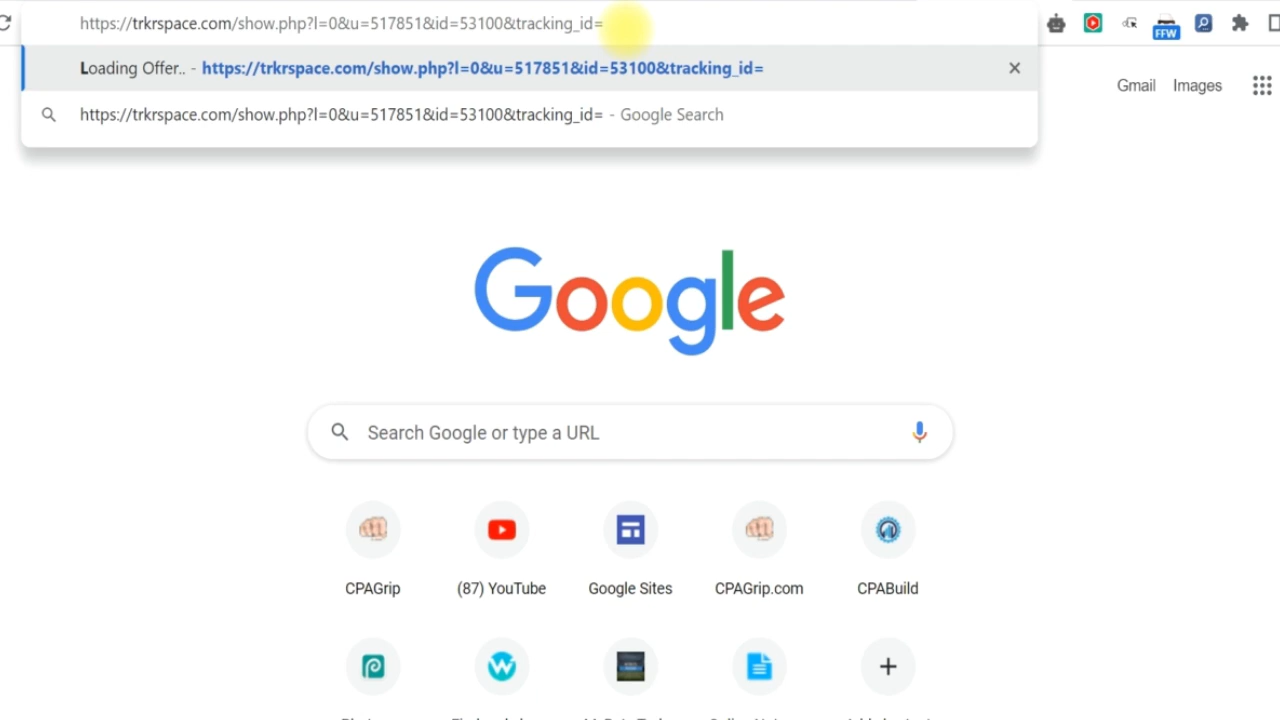 https://trkrspace.com/show.php?l=0&u=517851&id=53100&tracking_id=
Loading Offer.. - https://trkrspace.com/show.php?l=0&u=517851&id=53100&tracking_id=
https://trkrspace.com/show.php?l=0&u=517851&id=53100&tracking_id= - Google Search
FFW
Gmail Images
Google
Search Google or type a URL
CPAGrip (87) YouTube Google Sites CPAGrip.com CPABuild